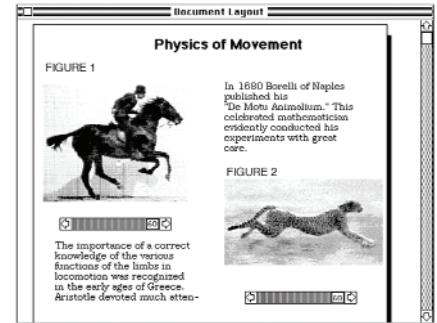 Document Layout
Physics of Movement
FIGURE 1
60
The importance of a correct
knowledge of the various
functions of the limbs in
locomotion was recognized
in the early ages of Greece.
Aristotle devoted much atten-
In 1680 Borelli of Naples
published his
"De Motu Animalium." This
celebrated mathematician
evidently conducted his
experiments with great
care.
FIGURE 2
60